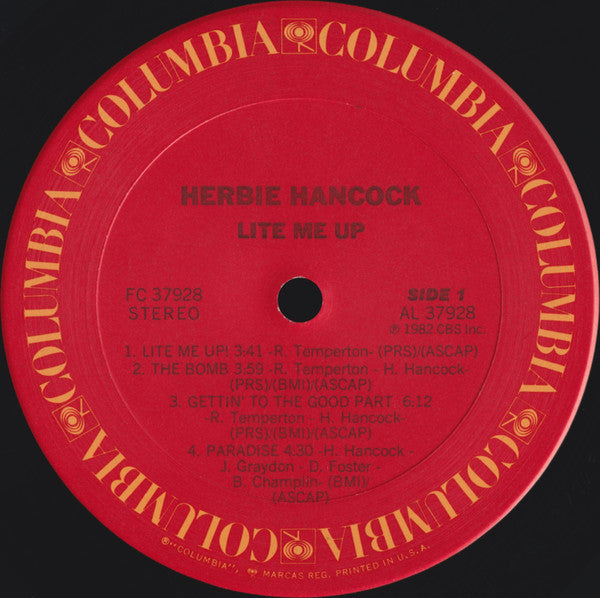 COLUMBIA COLUMBIA COLUMBIA COLUMBIA COLUMBIA COLUMBIA
HERBIE HANCOCK
LITE ME UP
FC 37928
STEREO
SIDE 1
AL 37928
℗ 1982 CBS Inc.
1. LITE ME UP! 3:41 -R. Temperton- (PRS)/(ASCAP)
2. THE BOMB 3:59 -R. Temperton - H. Hancock-
(PRS)/(BMI)/(ASCAP)
3. GETTIN' TO THE GOOD PART 6:12
-R. Temperton - H. Hancock-
(PRS)/(BMI)/(ASCAP)
4. PARADISE 4:30 -H. Hancock -
J. Graydon - D. Foster -
B. Champlin- (BMI)/
(ASCAP)
®"COLUMBIA", MARCAS REG. PRINTED IN U.S.A.